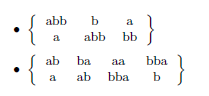 • { abb b a
a abb bb }
• { ab ba aa bba
a ab bba b }